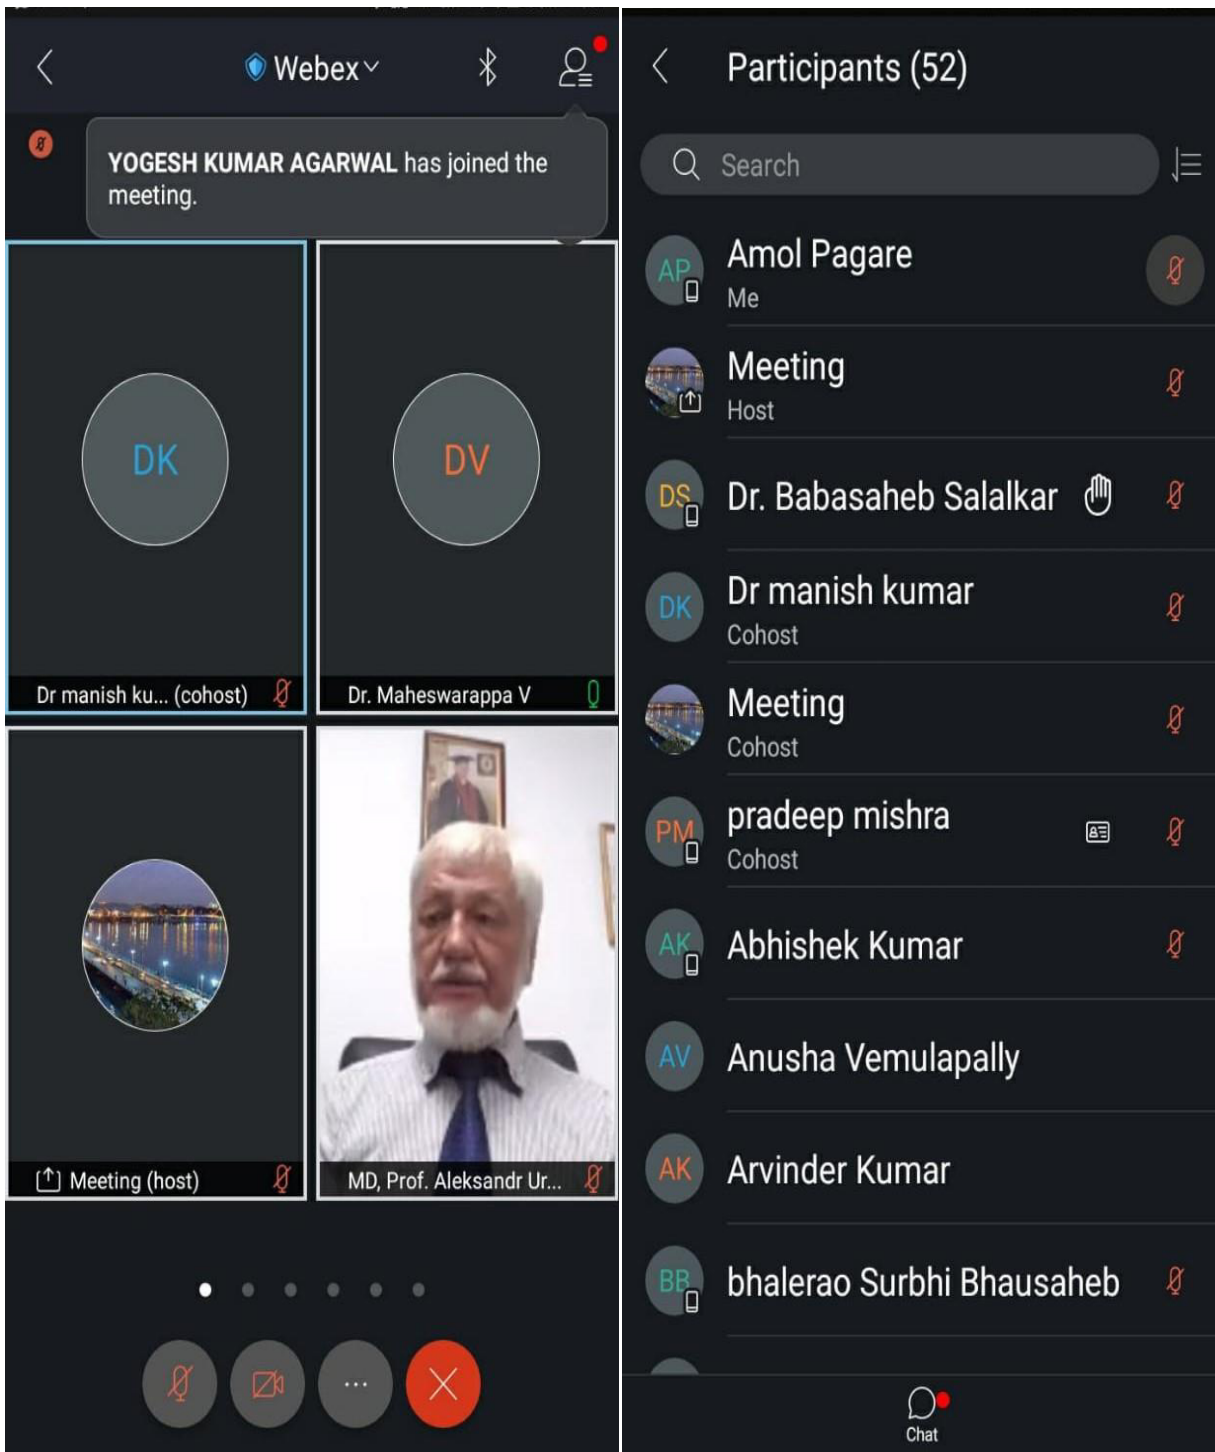 Webex
YOGESH KUMAR AGARWAL has joined the
meeting.
DK
DV
Dr manish ku... (cohost)
Dr. Maheswarappa V
Meeting (host)
MD, Prof. Aleksandr Ur...
Participants (52)
Search
AP
Amol Pagare
Me
Meeting
Host
DS
Dr. Babasaheb Salalkar
DK
Dr manish kumar
Cohost
Meeting
Cohost
PM
pradeep mishra
Cohost
AK
Abhishek Kumar
AV
Anusha Vemulapally
AK
Arvinder Kumar
BB
bhalerao Surbhi Bhausaheb
Chat